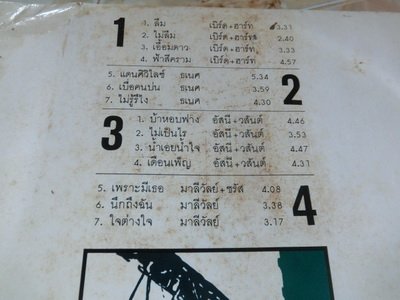 1
1. ลืม เบิร์ด+ฮาร์ท 3.31
2. ไม่ลืม เบิร์ด+ฮาร์ท 2.40
3. เอื้อมดาว เบิร์ด+ฮาร์ท 3.33
4. ฟ้าสีคราม เบิร์ด+ฮาร์ท 4.57
2
5. แดนศิวิไลซ์ ธเนศ 5.34
6. เบื่อคนบ่น ธเนศ 3.59
7. ไม่รู้รึไง ธเนศ 4.30
3
1. บ้าหอบฟาง อัสนี+วสันต์ 4.46
2. ไม่เป็นไร อัสนี+วสันต์ 3.53
3. น้ำเอยน้ำใจ อัสนี+วสันต์ 4.47
4. เดือนเพ็ญ อัสนี+วสันต์ 4.31
4
5. เพราะมีเธอ มาลีวัลย์+ชรัส 4.08
6. นึกถึงฉัน มาลีวัลย์ 3.38
7. ใจต่างใจ มาลีวัลย์ 3.17